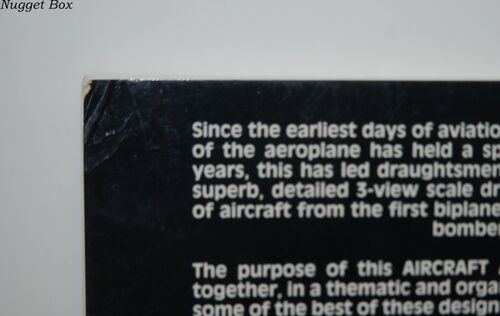 Nugget Box
Since the earliest days of aviatio
of the aeroplane has held a sp
years, this has led draughtsme
superb, detailed 3-view scale dr
of aircraft from the first biplane
bomber
The purpose of this AIRCRAFT A
together, in a thematic and orga
some of the best of these design